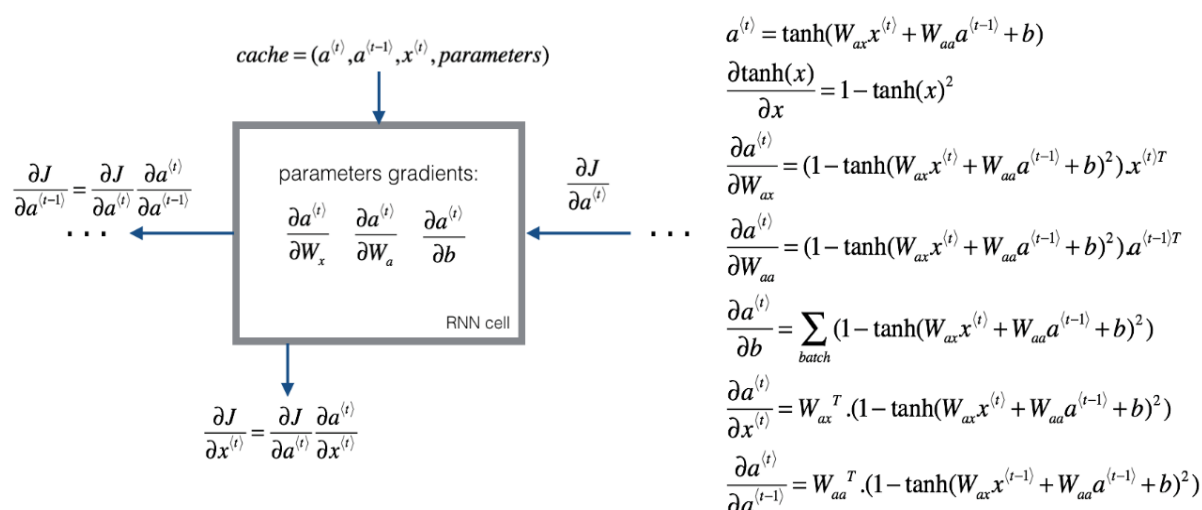 cache = (a^⟨t⟩, a^⟨t−1⟩, x^⟨t⟩, parameters)
∂J/∂a^⟨t−1⟩ = ∂J/∂a^⟨t⟩ ∂a^⟨t⟩/∂a^⟨t−1⟩
...
parameters gradients:
∂a^⟨t⟩/∂W_x ∂a^⟨t⟩/∂W_a ∂a^⟨t⟩/∂b
RNN cell
∂J/∂a^⟨t⟩
...
∂J/∂x^⟨t⟩ = ∂J/∂a^⟨t⟩ ∂a^⟨t⟩/∂x^⟨t⟩
a^⟨t⟩ = tanh(W_ax x^⟨t⟩ + W_aa a^⟨t−1⟩ + b)
∂tanh(x)/∂x = 1 − tanh(x)^2
∂a^⟨t⟩/∂W_ax = (1 − tanh(W_ax x^⟨t⟩ + W_aa a^⟨t−1⟩ + b)^2).x^⟨t⟩T
∂a^⟨t⟩/∂W_aa = (1 − tanh(W_ax x^⟨t⟩ + W_aa a^⟨t−1⟩ + b)^2).a^⟨t−1⟩T
∂a^⟨t⟩/∂b = ∑_batch (1 − tanh(W_ax x^⟨t⟩ + W_aa a^⟨t−1⟩ + b)^2)
∂a^⟨t⟩/∂x^⟨t⟩ = W_ax^T.(1 − tanh(W_ax x^⟨t⟩ + W_aa a^⟨t−1⟩ + b)^2)
∂a^⟨t⟩/∂a^⟨t−1⟩ = W_aa^T.(1 − tanh(W_ax x^⟨t−1⟩ + W_aa a^⟨t−1⟩ + b)^2)